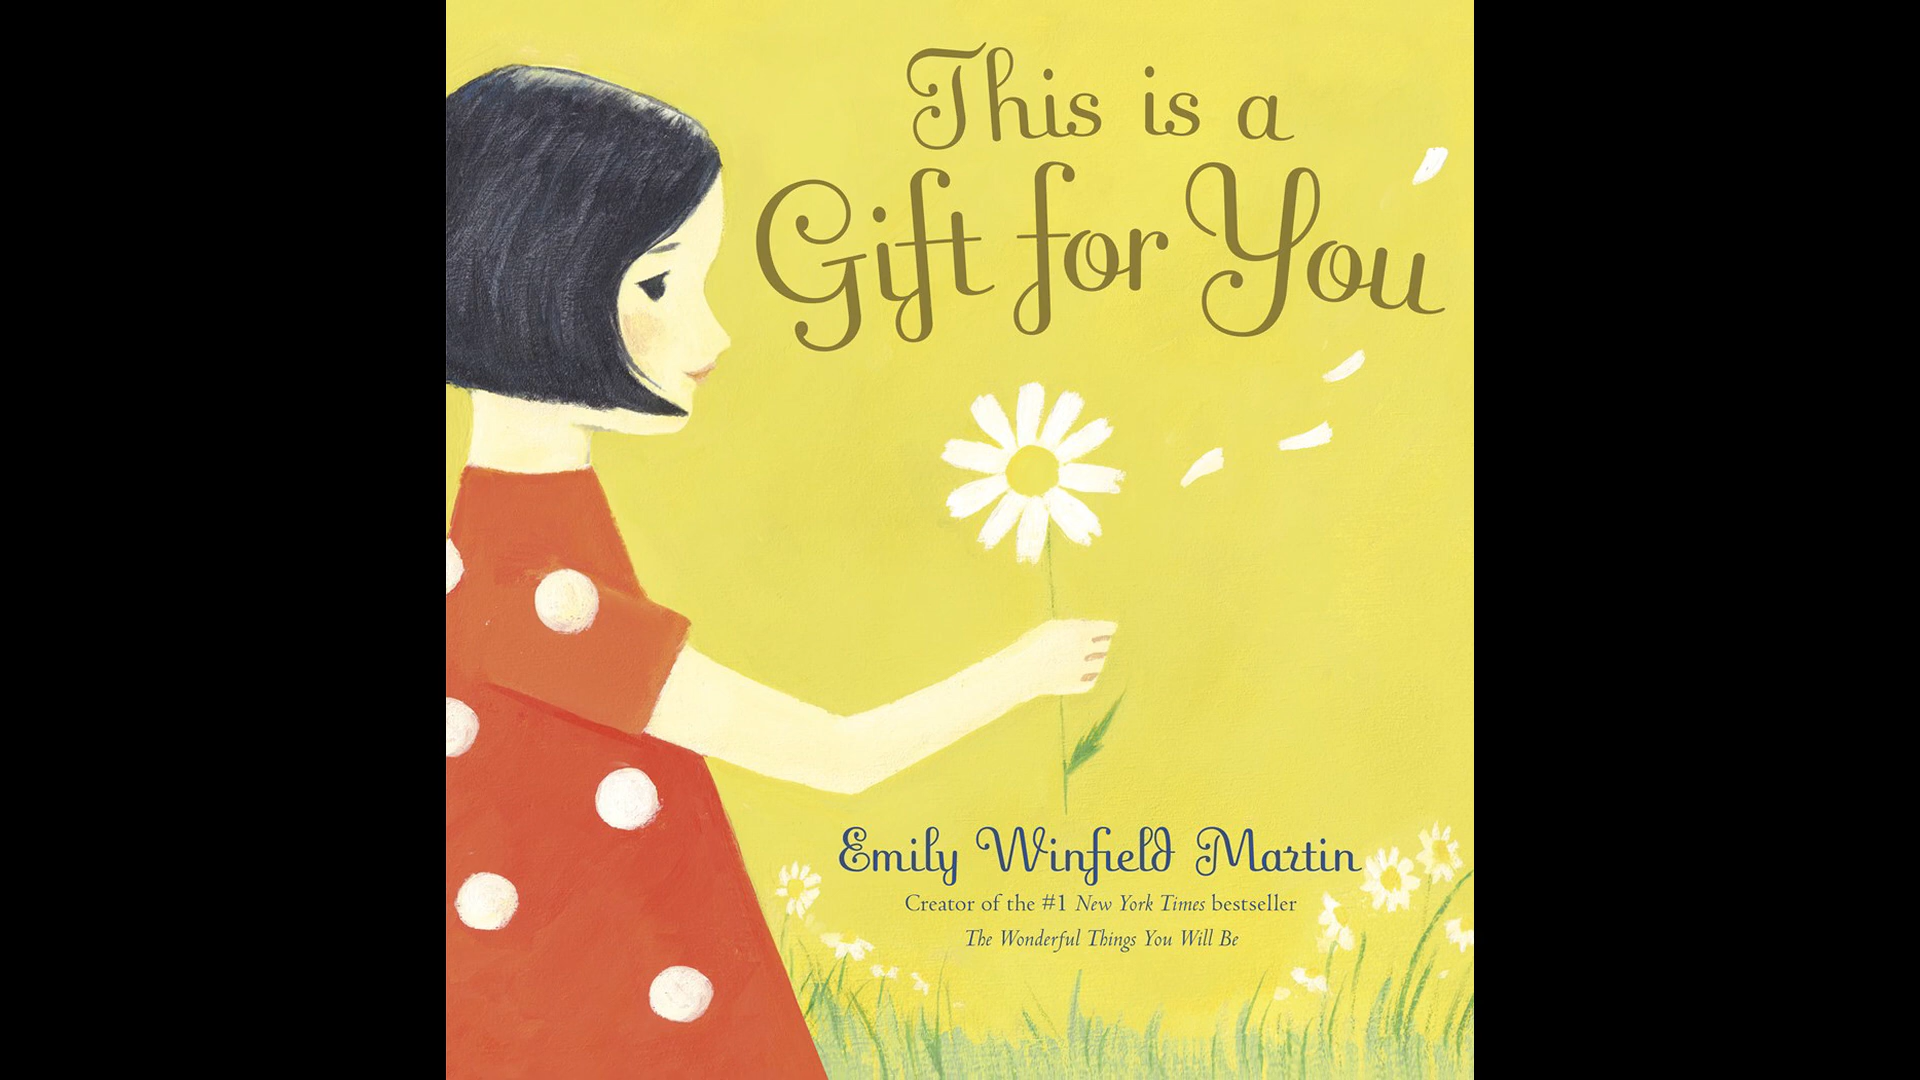 This is a
Gift for You
Emily Winfield Martin
Creator of the #1 New York Times bestseller
The Wonderful Things You Will Be